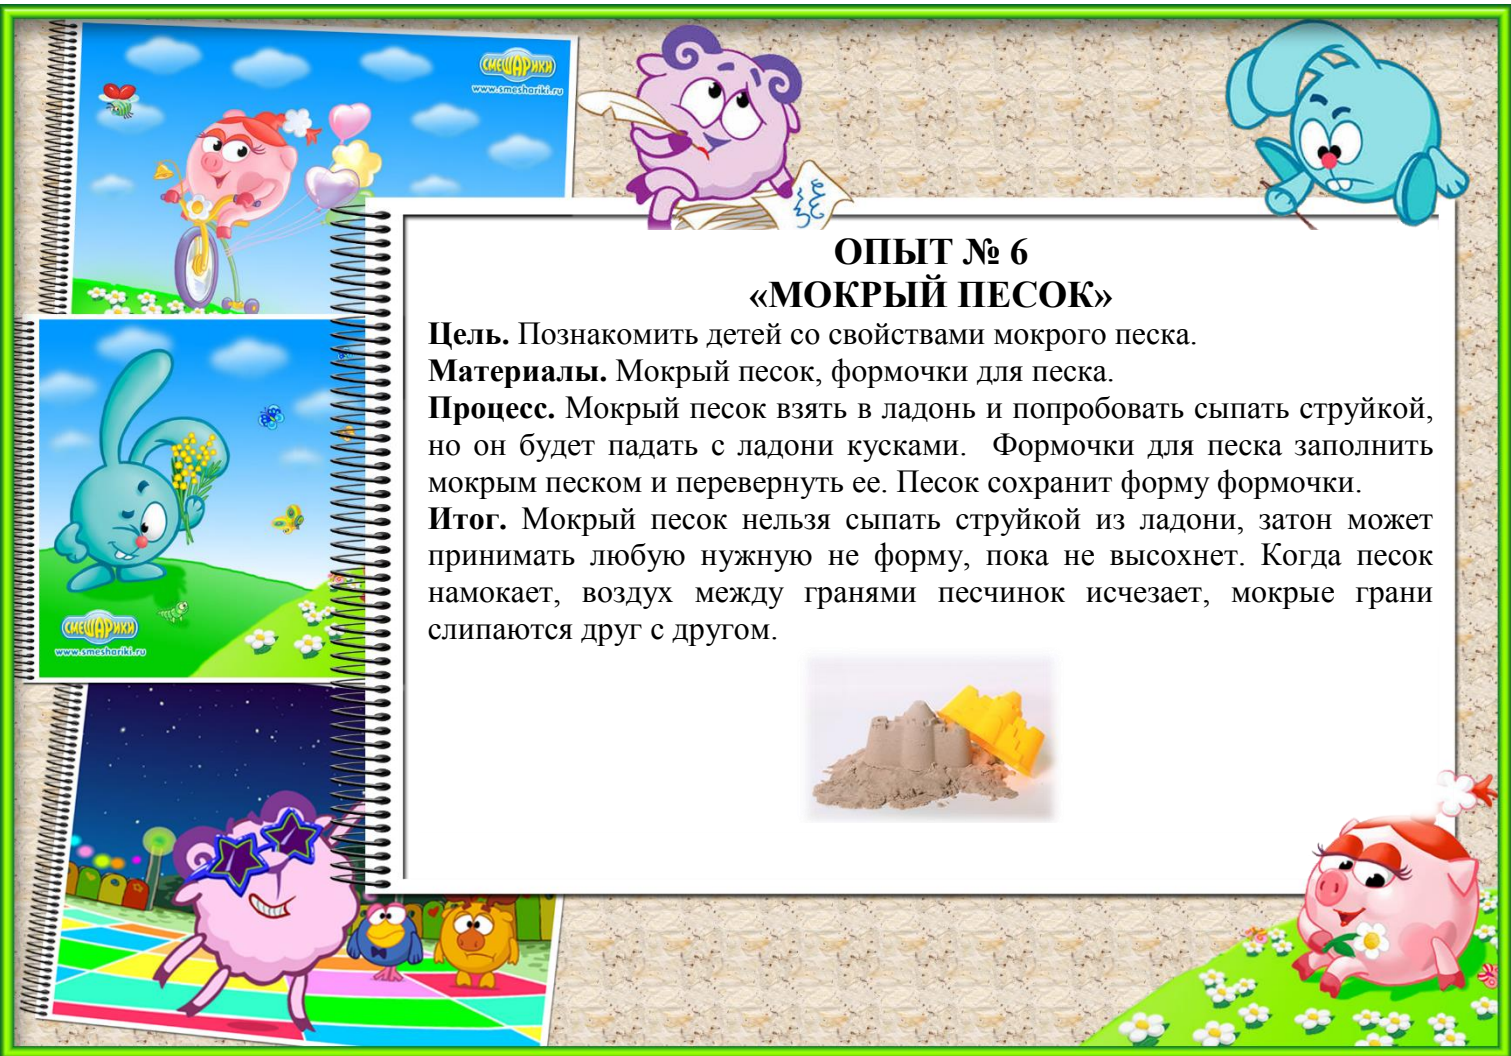 СМЕШАРИКИ
www.smeshariki.ru
ОПЫТ № 6
«МОКРЫЙ ПЕСОК»
Цель. Познакомить детей со свойствами мокрого песка.
Материалы. Мокрый песок, формочки для песка.
Процесс. Мокрый песок взять в ладонь и попробовать сыпать струйкой,
но он будет падать с ладони кусками. Формочки для песка заполнить
мокрым песком и перевернуть ее. Песок сохранит форму формочки.
Итог. Мокрый песок нельзя сыпать струйкой из ладони, затон может
принимать любую нужную не форму, пока не высохнет. Когда песок
намокает, воздух между гранями песчинок исчезает, мокрые грани
слипаются друг с другом.
СМЕШАРИКИ
www.smeshariki.ru